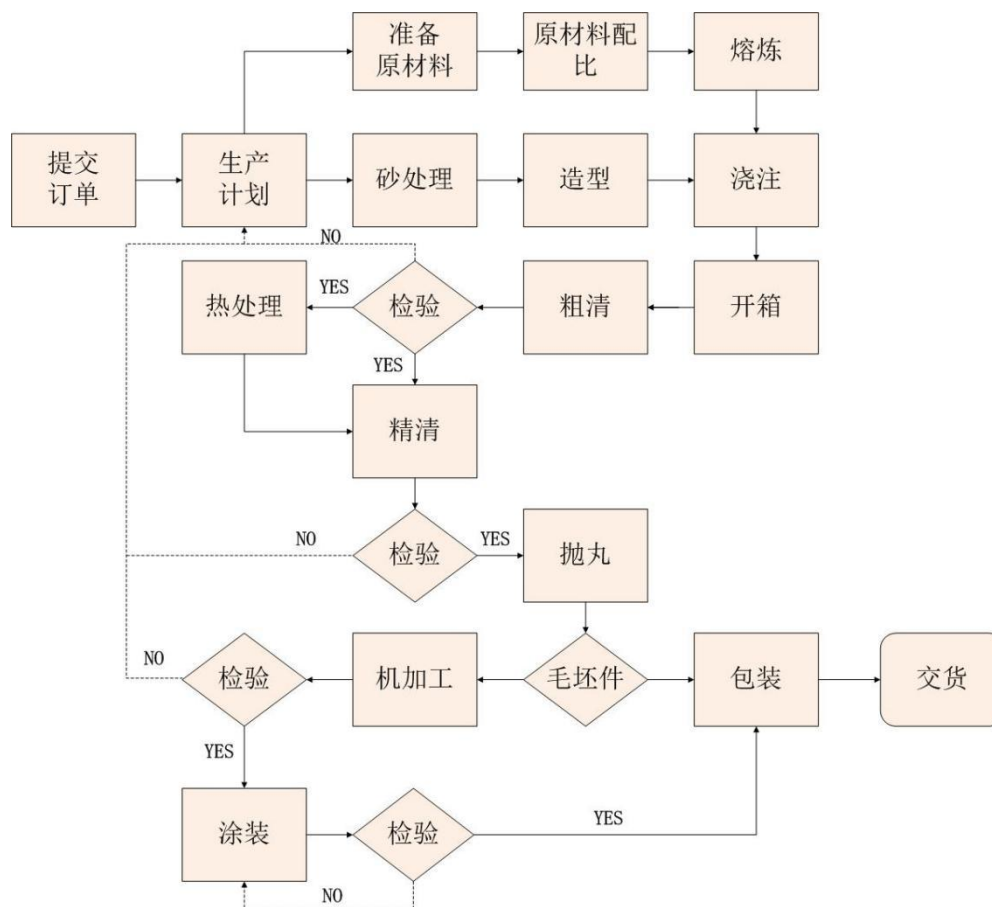 准备
原材料
原材料配
比
熔炼
提交
订单
生产
计划
砂处理
造型
浇注
NO
热处理
YES
检验
粗清
开箱
YES
精清
NO
检验
YES
抛丸
NO
检验
机加工
毛坯件
包装
交货
YES
涂装
检验
YES
NO